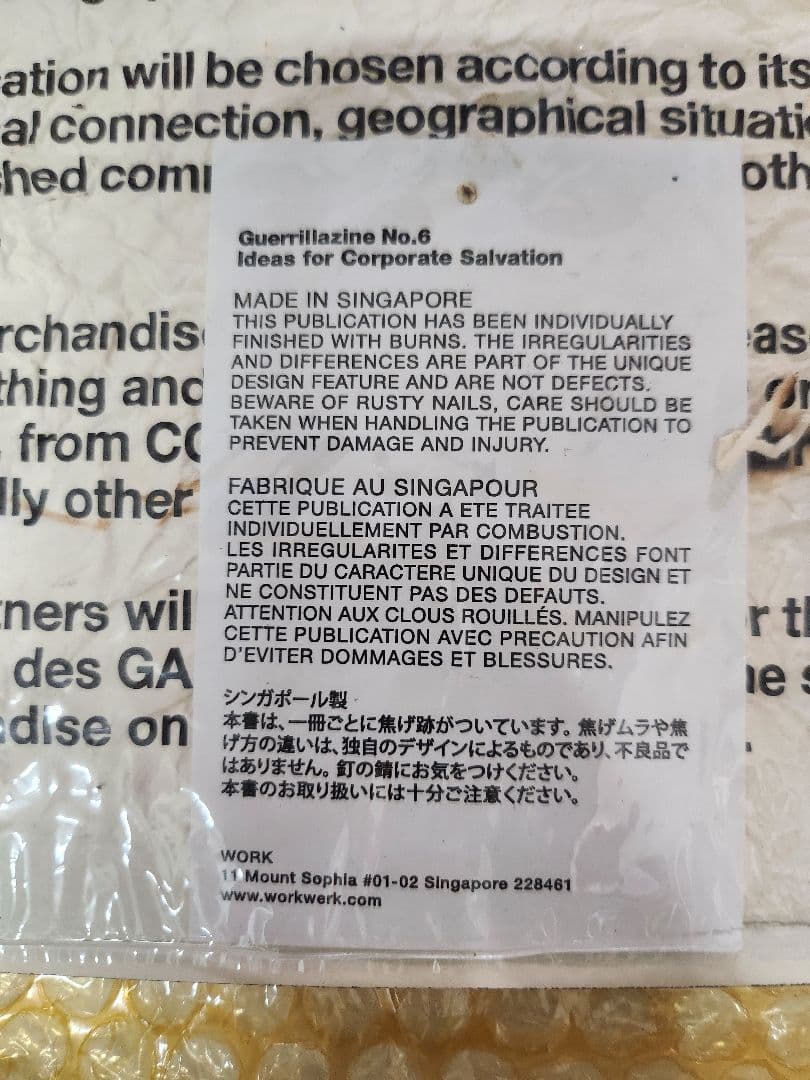 ation will be chosen according to its
al connection, geographical situati
hed com
oth
Guerrillazine No.6
Ideas for Corporate Salvation
MADE IN SINGAPORE
THIS PUBLICATION HAS BEEN INDIVIDUALLY
FINISHED WITH BURNS. THE IRREGULARITIES
AND DIFFERENCES ARE PART OF THE UNIQUE
DESIGN FEATURE AND ARE NOT DEFECTS.
BEWARE OF RUSTY NAILS, CARE SHOULD BE
TAKEN WHEN HANDLING THE PUBLICATION TO
PREVENT DAMAGE AND INJURY.
FABRIQUE AU SINGAPOUR
CETTE PUBLICATION A ETE TRAITEE
INDIVIDUELLEMENT PAR COMBUSTION.
LES IRREGULARITES ET DIFFERENCES FONT
PARTIE DU CARACTERE UNIQUE DU DESIGN ET
NE CONSTITUENT PAS DES DEFAUTS.
ATTENTION AUX CLOUS ROUILLÉS. MANIPULEZ
CETTE PUBLICATION AVEC PRECAUTION AFIN
D'EVITER DOMMAGES ET BLESSURES.
シンガポール製
本書は、一冊ごとに焦げ跡がついています。焦げムラや焦
げ方の違いは、独自のデザインによるものであり、不良品で
はありません。釘の錆にお気をつけください。
本書のお取り扱いには十分ご注意ください。
WORK
11 Mount Sophia #01-02 Singapore 228461
www.workwerk.com
rchandis
eas
thing and
or
from CO
lly other
tners wil
r th
des GA
ne s
dise on